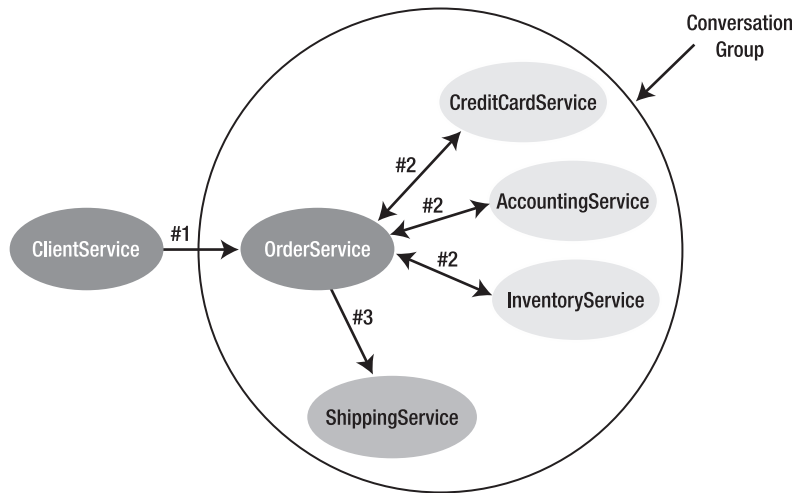 Conversation
Group
CreditCardService
#2
AccountingService
#2
ClientService
#1
OrderService
#2
InventoryService
#3
ShippingService